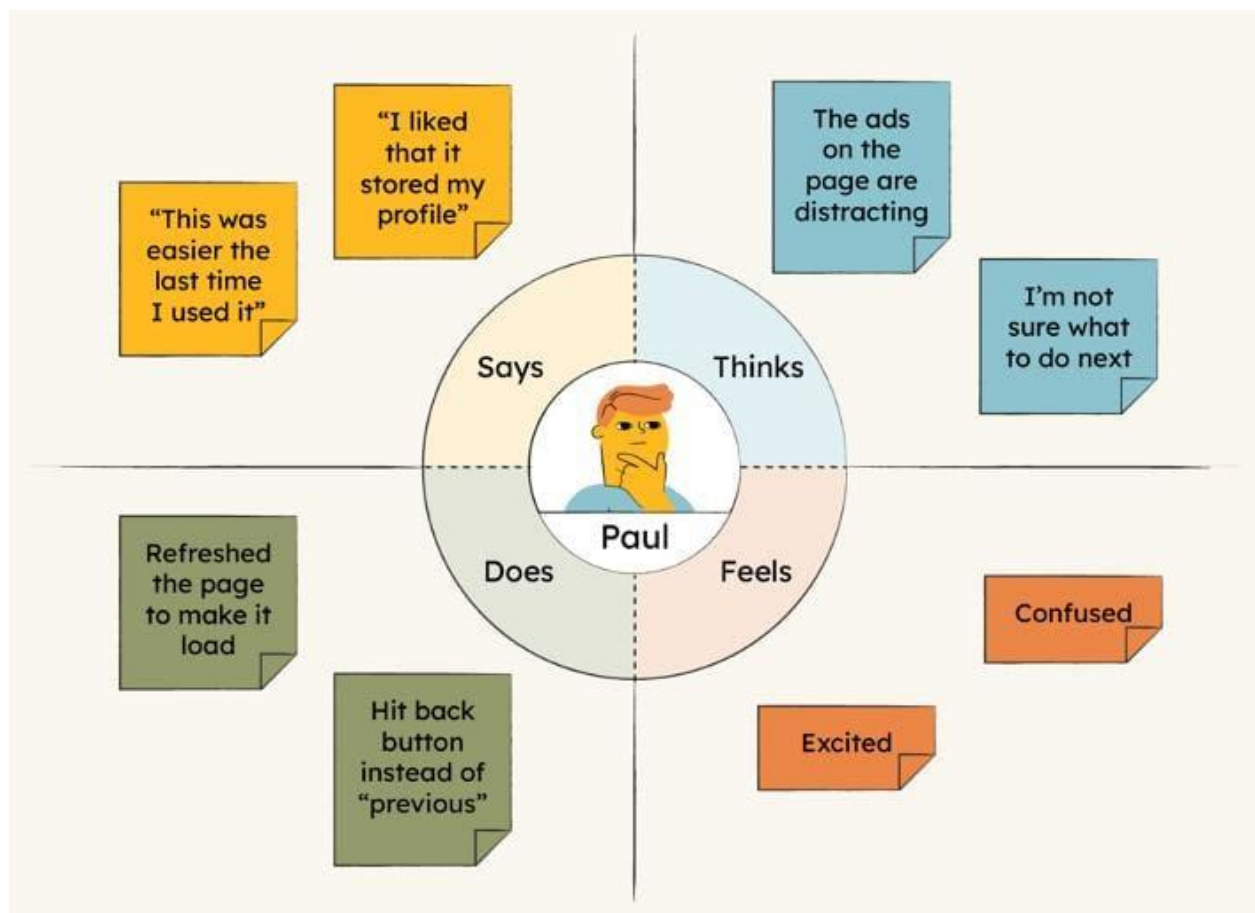 “I liked
that it
stored my
profile”
“This was
easier the
last time
I used it”
Says
The ads
on the
page are
distracting
I’m not
sure what
to do next
Thinks
Paul
Does
Refreshed
the page
to make it
load
Hit back
button
instead of
“previous”
Feels
Confused
Excited